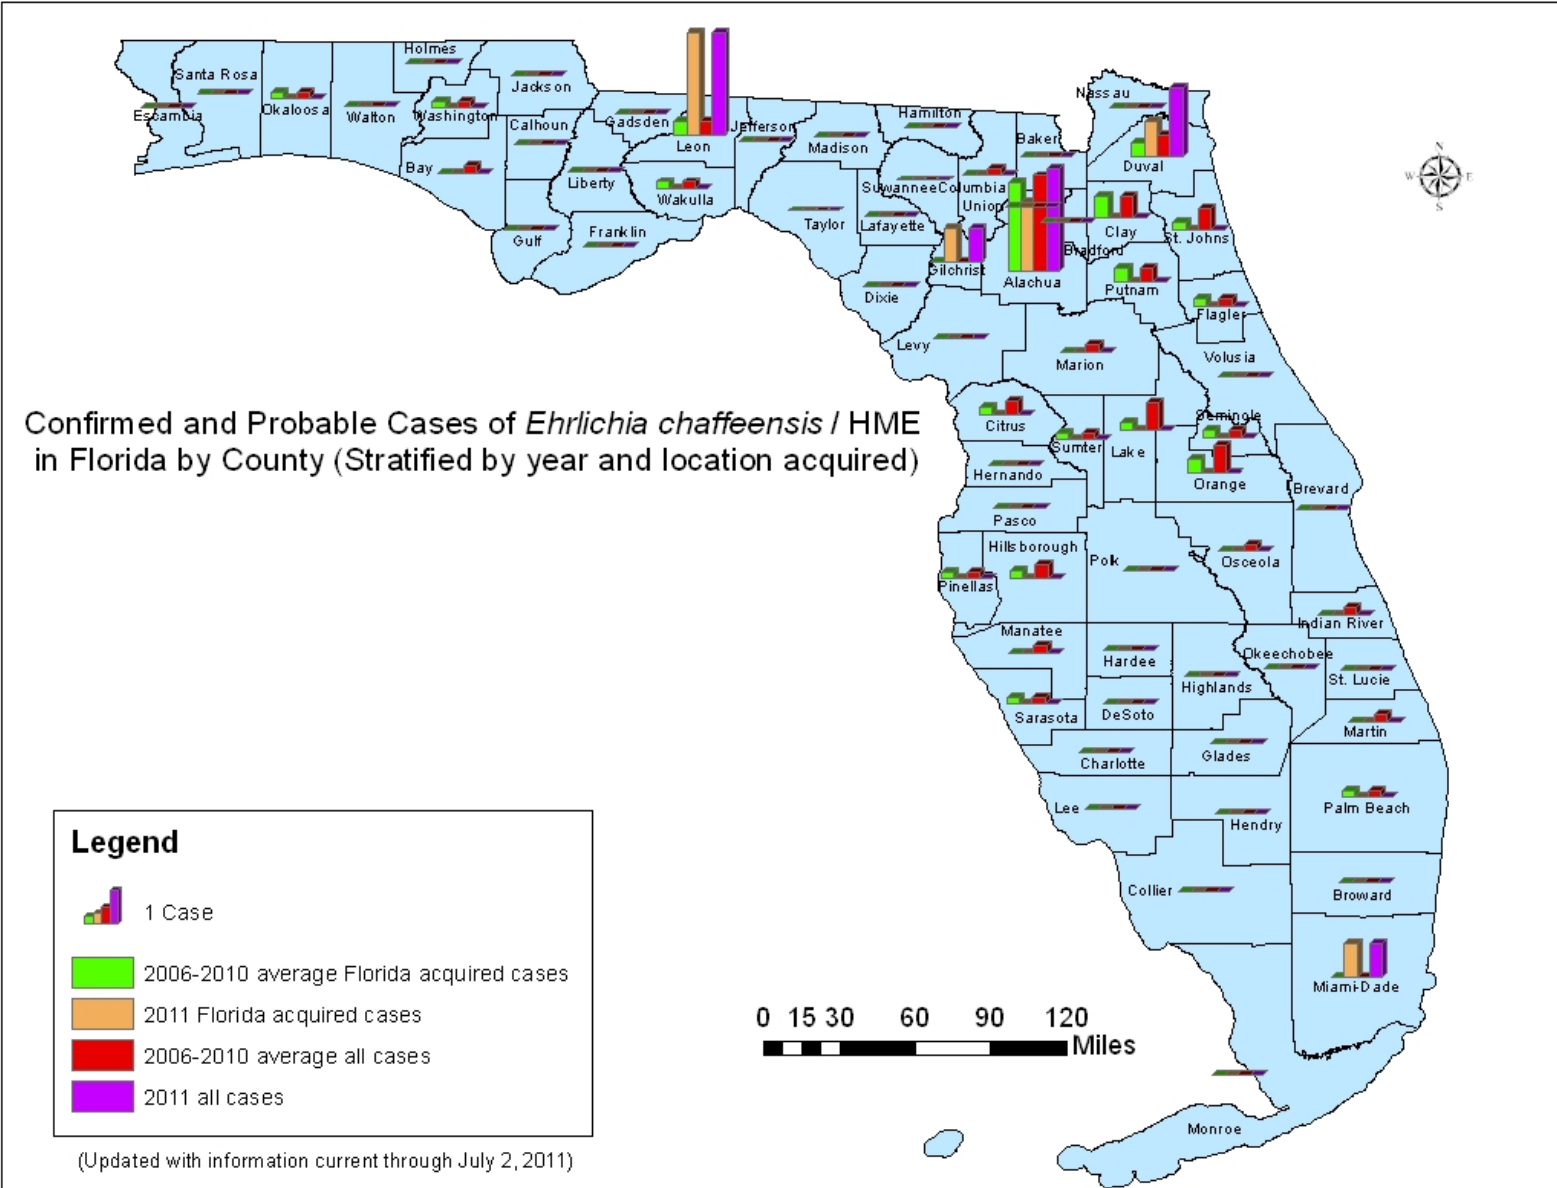 Holmes
Santa Rosa
Jackson
Escambia
Okaloosa
Walton
Washington
Calhoun
Gadsden
Leon
Jefferson
Madison
Hamilton
Baker
Nassau
Duval
N
W
E
S
Bay
Liberty
Wakulla
Suwannee
Columbia
Union
Gulf
Franklin
Taylor
Lafayette
Gilchrist
Alachua
Bradford
Clay
St. Johns
Dixie
Putnam
Flagler
Levy
Marion
Volusia
Confirmed and Probable Cases of Ehrlichia chaffeensis / HME
in Florida by County (Stratified by year and location acquired)
Citrus
Sumter
Lake
Seminole
Orange
Hernando
Brevard
Pasco
Hillsborough
Polk
Osceola
Pinellas
Indian River
Manatee
Hardee
Okeechobee
Highlands
St. Lucie
Sarasota
DeSoto
Martin
Charlotte
Glades
Lee
Hendry
Palm Beach
Collier
Broward
Miami-Dade
Monroe
Legend
1 Case
2006-2010 average Florida acquired cases
2011 Florida acquired cases
2006-2010 average all cases
2011 all cases
(Updated with information current through July 2, 2011)
0 15 30 60 90 120
Miles